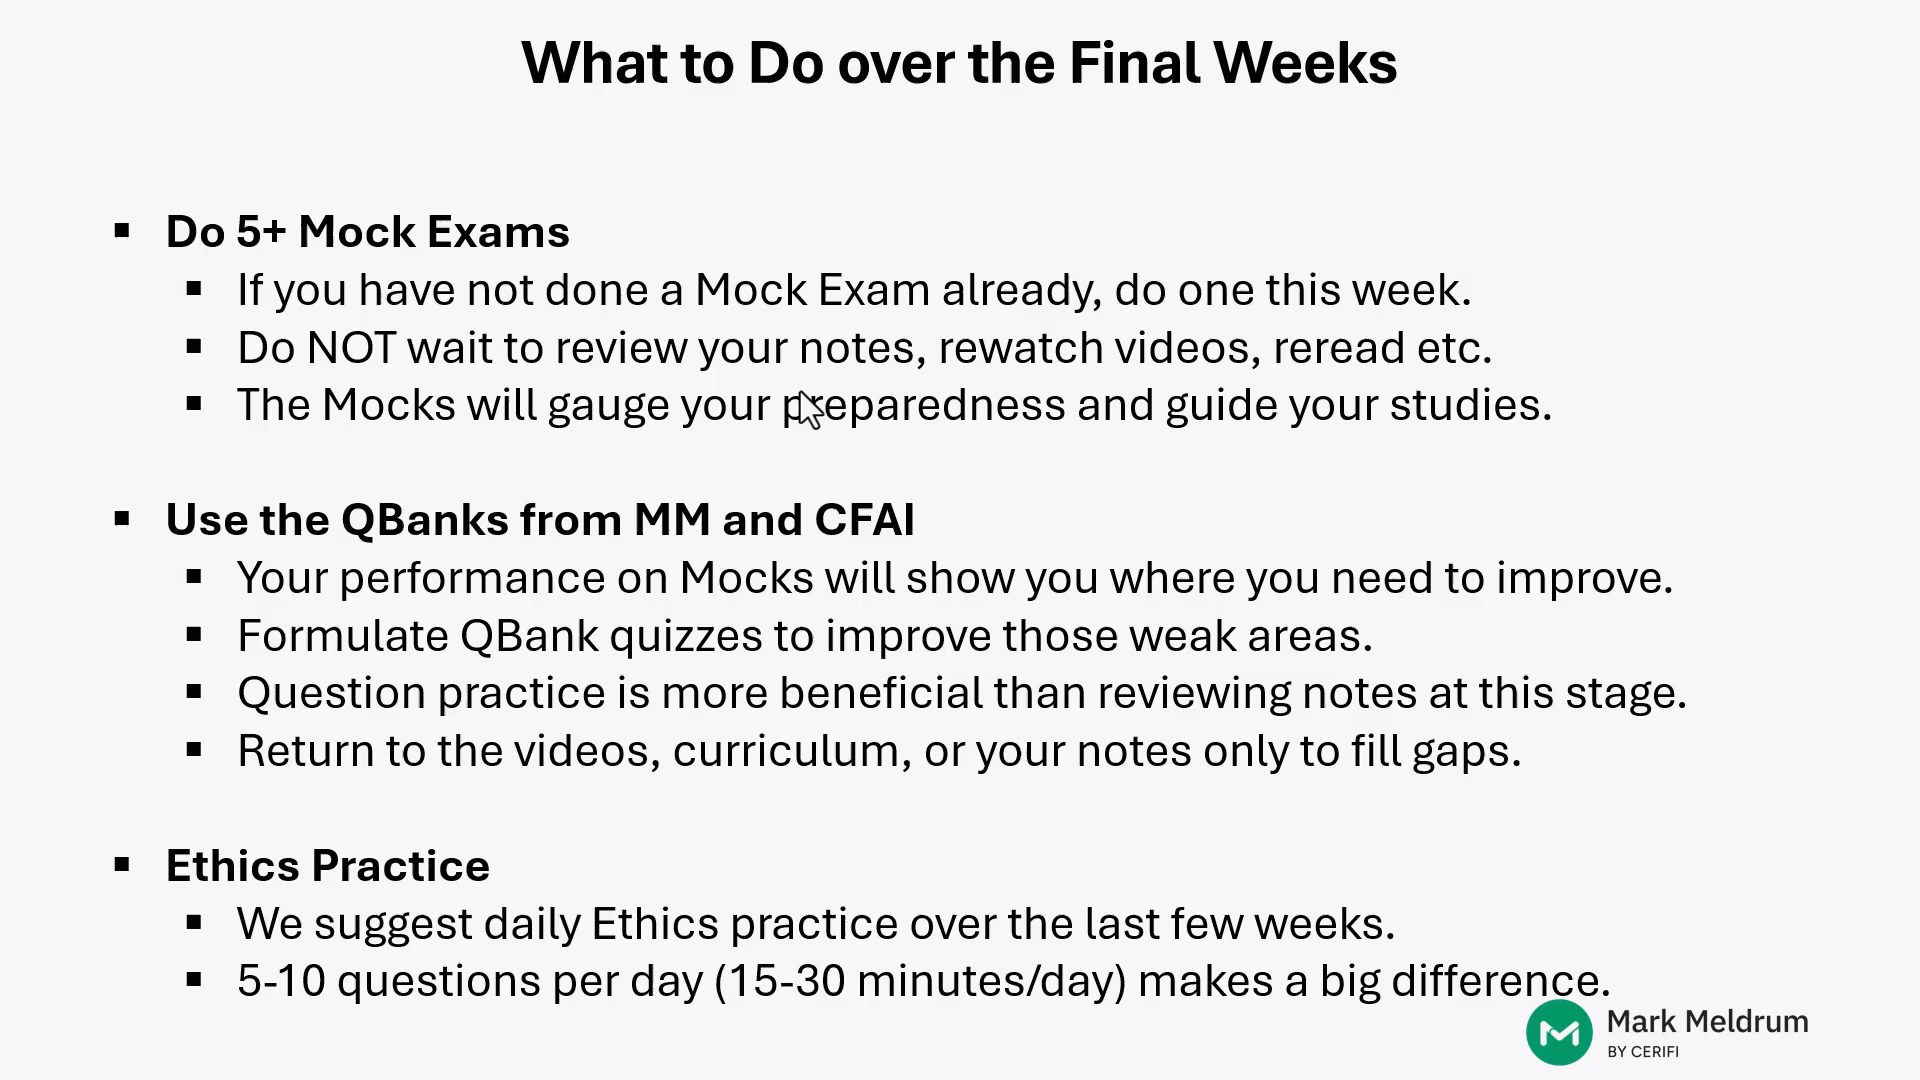 What to Do over the Final Weeks
▪ Do 5+ Mock Exams
▪ If you have not done a Mock Exam already, do one this week.
▪ Do NOT wait to review your notes, rewatch videos, reread etc.
▪ The Mocks will gauge your preparedness and guide your studies.
▪ Use the QBanks from MM and CFAI
▪ Your performance on Mocks will show you where you need to improve.
▪ Formulate QBank quizzes to improve those weak areas.
▪ Question practice is more beneficial than reviewing notes at this stage.
▪ Return to the videos, curriculum, or your notes only to fill gaps.
▪ Ethics Practice
▪ We suggest daily Ethics practice over the last few weeks.
▪ 5-10 questions per day (15-30 minutes/day) makes a big difference.
Mark Meldrum
BY CERIFI